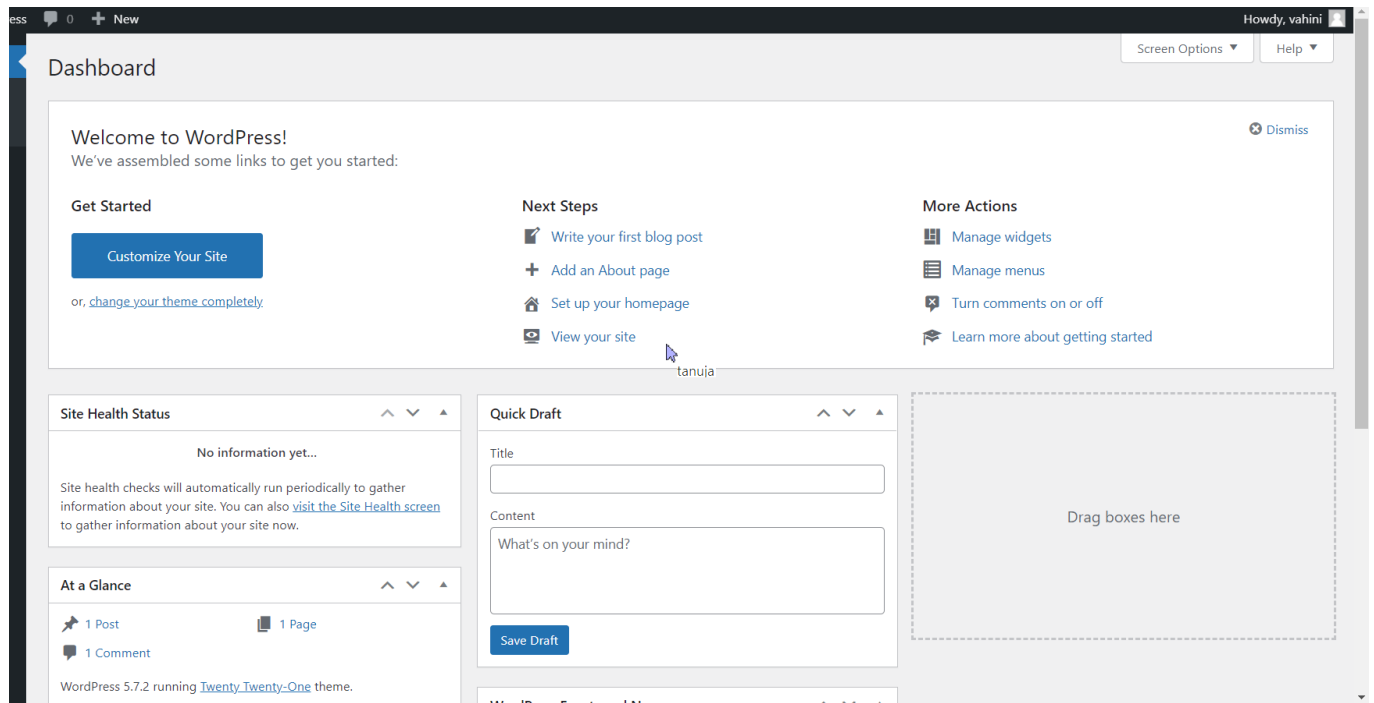 ess 0 New Howdy, vahini
Screen Options Help
Dashboard
Welcome to WordPress!
Dismiss
We've assembled some links to get you started:
Get Started
Customize Your Site
or, change your theme completely
Next Steps
Write your first blog post
Add an About page
Set up your homepage
View your site
More Actions
Manage widgets
Manage menus
Turn comments on or off
Learn more about getting started
tanuja
Site Health Status
No information yet...
Site health checks will automatically run periodically to gather
information about your site. You can also visit the Site Health screen
to gather information about your site now.
At a Glance
1 Post 1 Page
1 Comment
WordPress 5.7.2 running Twenty Twenty-One theme.
Quick Draft
Title
Content
What's on your mind?
Save Draft
Drag boxes here